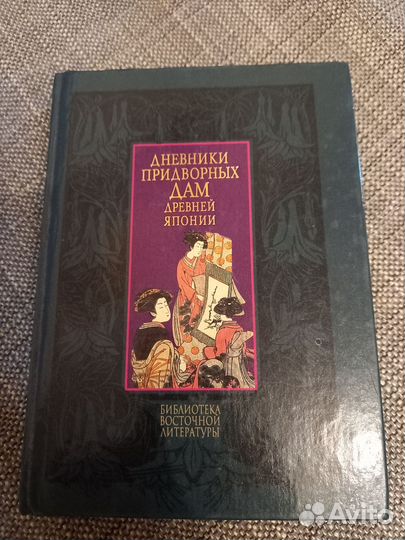 ДНЕВНИКИ
ПРИДВОРНЫХ
ДАМ
ДРЕВНЕЙ
ЯПОНИИ
БИБЛИОТЕКА
ВОСТОЧНОЙ
ЛИТЕРАТУРЫ
Avito